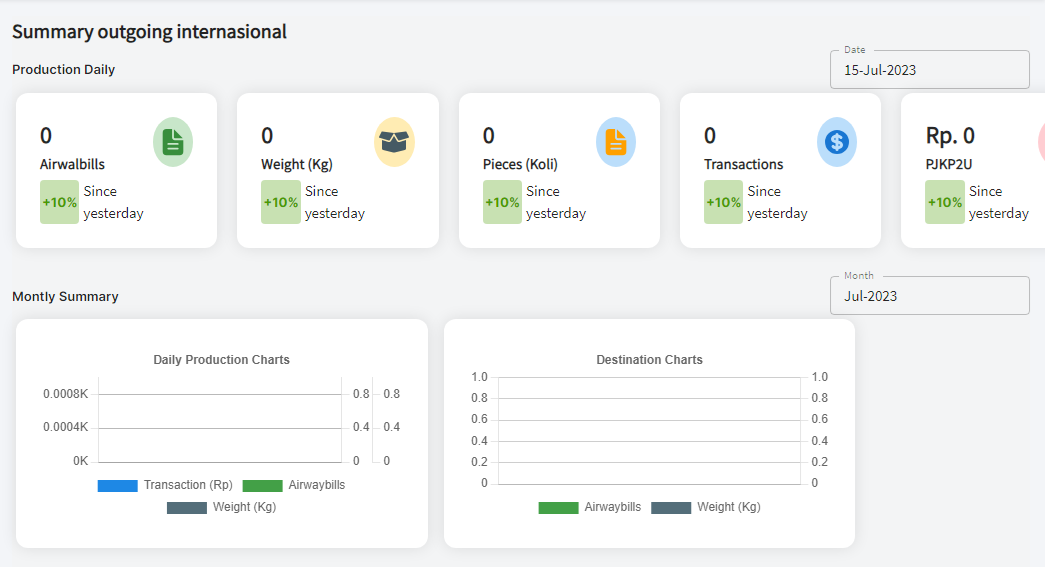 Summary outgoing internasional
Production Daily
Date
15-Jul-2023
0
Airwalbills
+10%
Since
yesterday
0
Weight (Kg)
+10%
Since
yesterday
0
Pieces (Koli)
+10%
Since
yesterday
0
Transactions
+10%
Since
yesterday
Rp. 0
PJKP2U
+10%
Since
yesterday
Montly Summary
Month
Jul-2023
Daily Production Charts
0.0008K 0.8 0.8
0.0004K 0.4 0.4
0K 0 0
Transaction (Rp) Airwaybills
Weight (Kg)
Destination Charts
1.0 1.0
0.8 0.8
0.6 0.6
0.4 0.4
0.2 0.2
0 0
Airwaybills Weight (Kg)